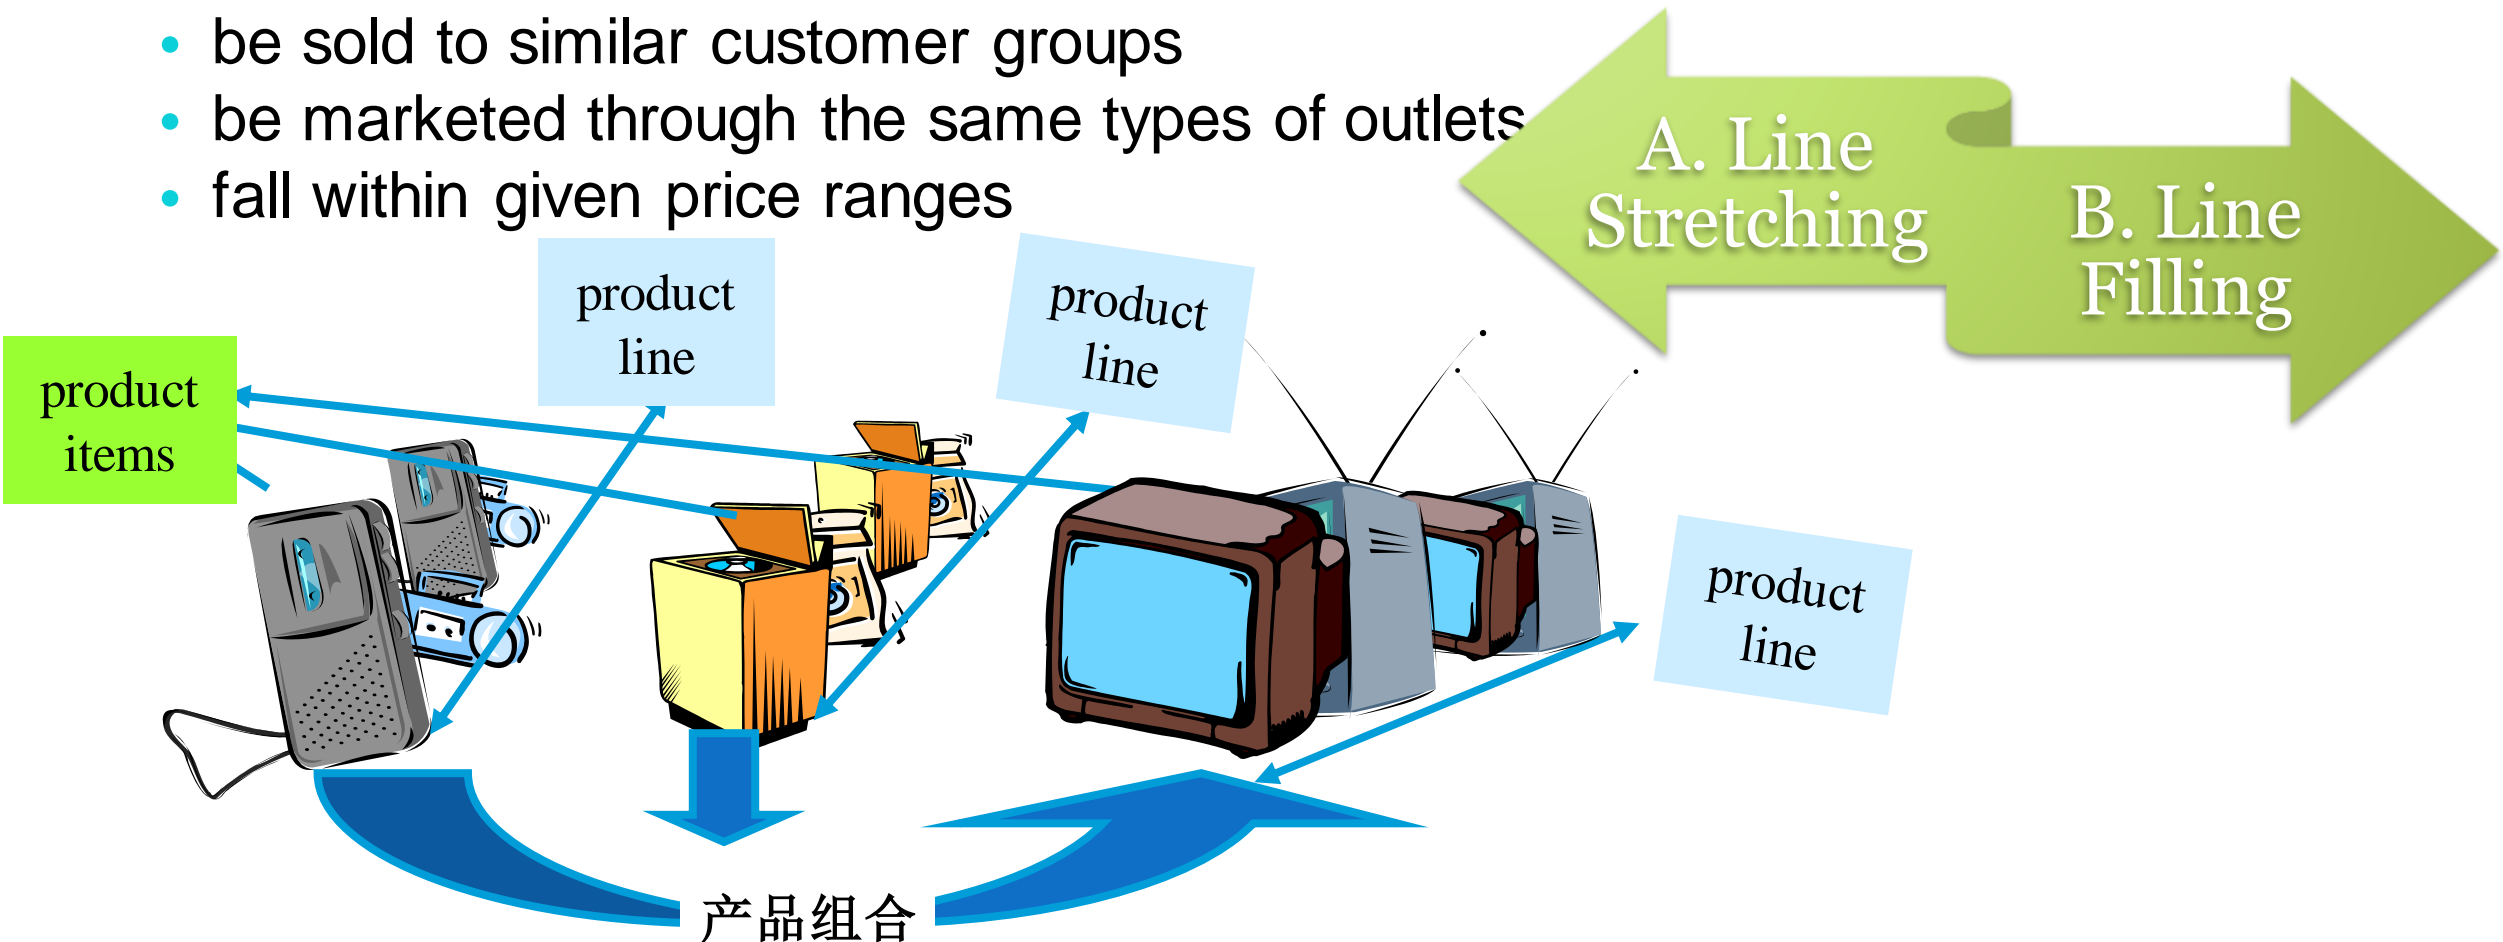 be sold to similar customer groups
be marketed through the same types of outlets
fall within given price ranges
A. Line
Stretching
B. Line
Filling
product
line
product
line
product
items
product
line
产品组合